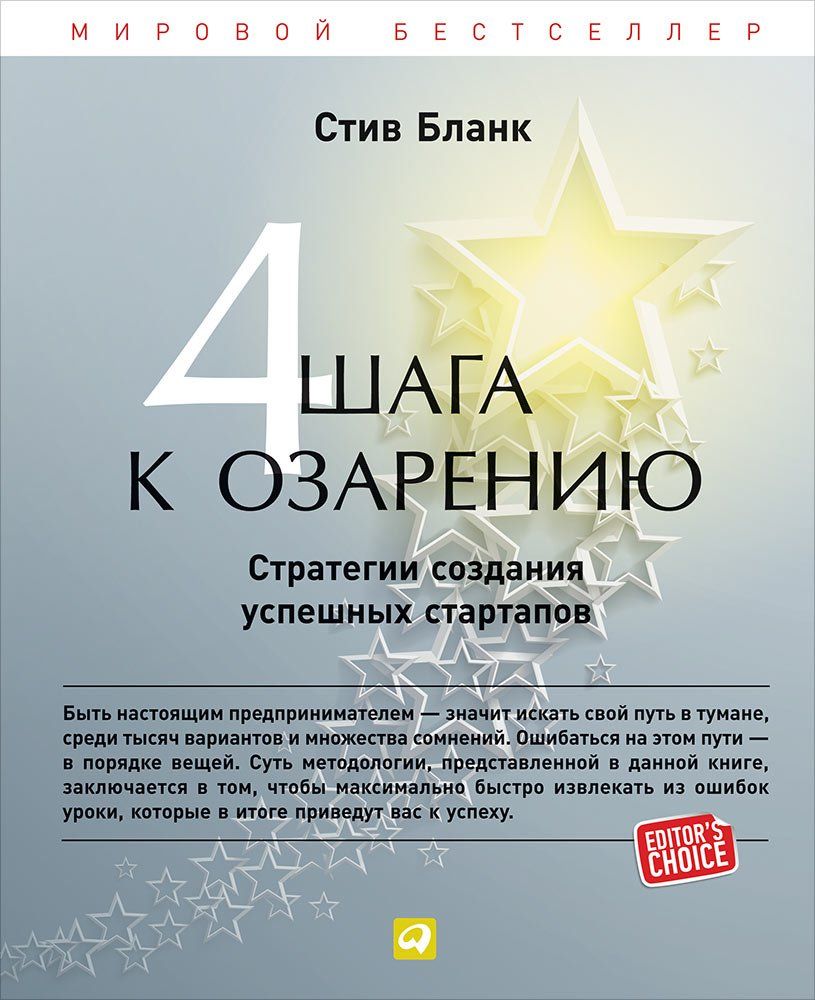 МИРОВОЙ БЕСТСЕЛЛЕР
Стив Бланк
4 ШАГА
К ОЗАРЕНИЮ
Стратегии создания
успешных стартапов
Быть настоящим предпринимателем — значит искать свой путь в тумане,
среди тысяч вариантов и множества сомнений. Ошибаться на этом пути —
в порядке вещей. Суть методологии, представленной в данной книге,
заключается в том, чтобы максимально быстро извлекать из ошибок
уроки, которые в итоге приведут вас к успеху.
EDITOR'S
CHOICE